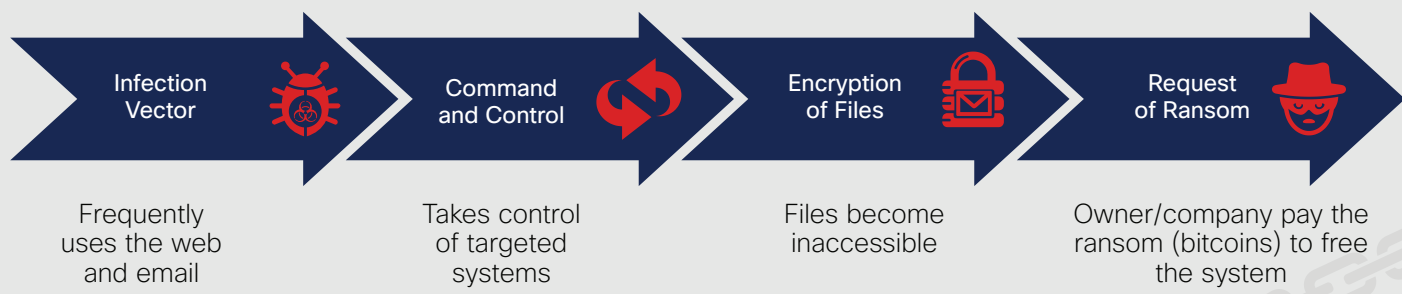 Infection
Vector
Command
and Control
Encryption
of Files
Request
of Ransom
Frequently
uses the web
and email
Takes control
of targeted
systems
Files become
inaccessible
Owner/company pay the
ransom (bitcoins) to free
the system